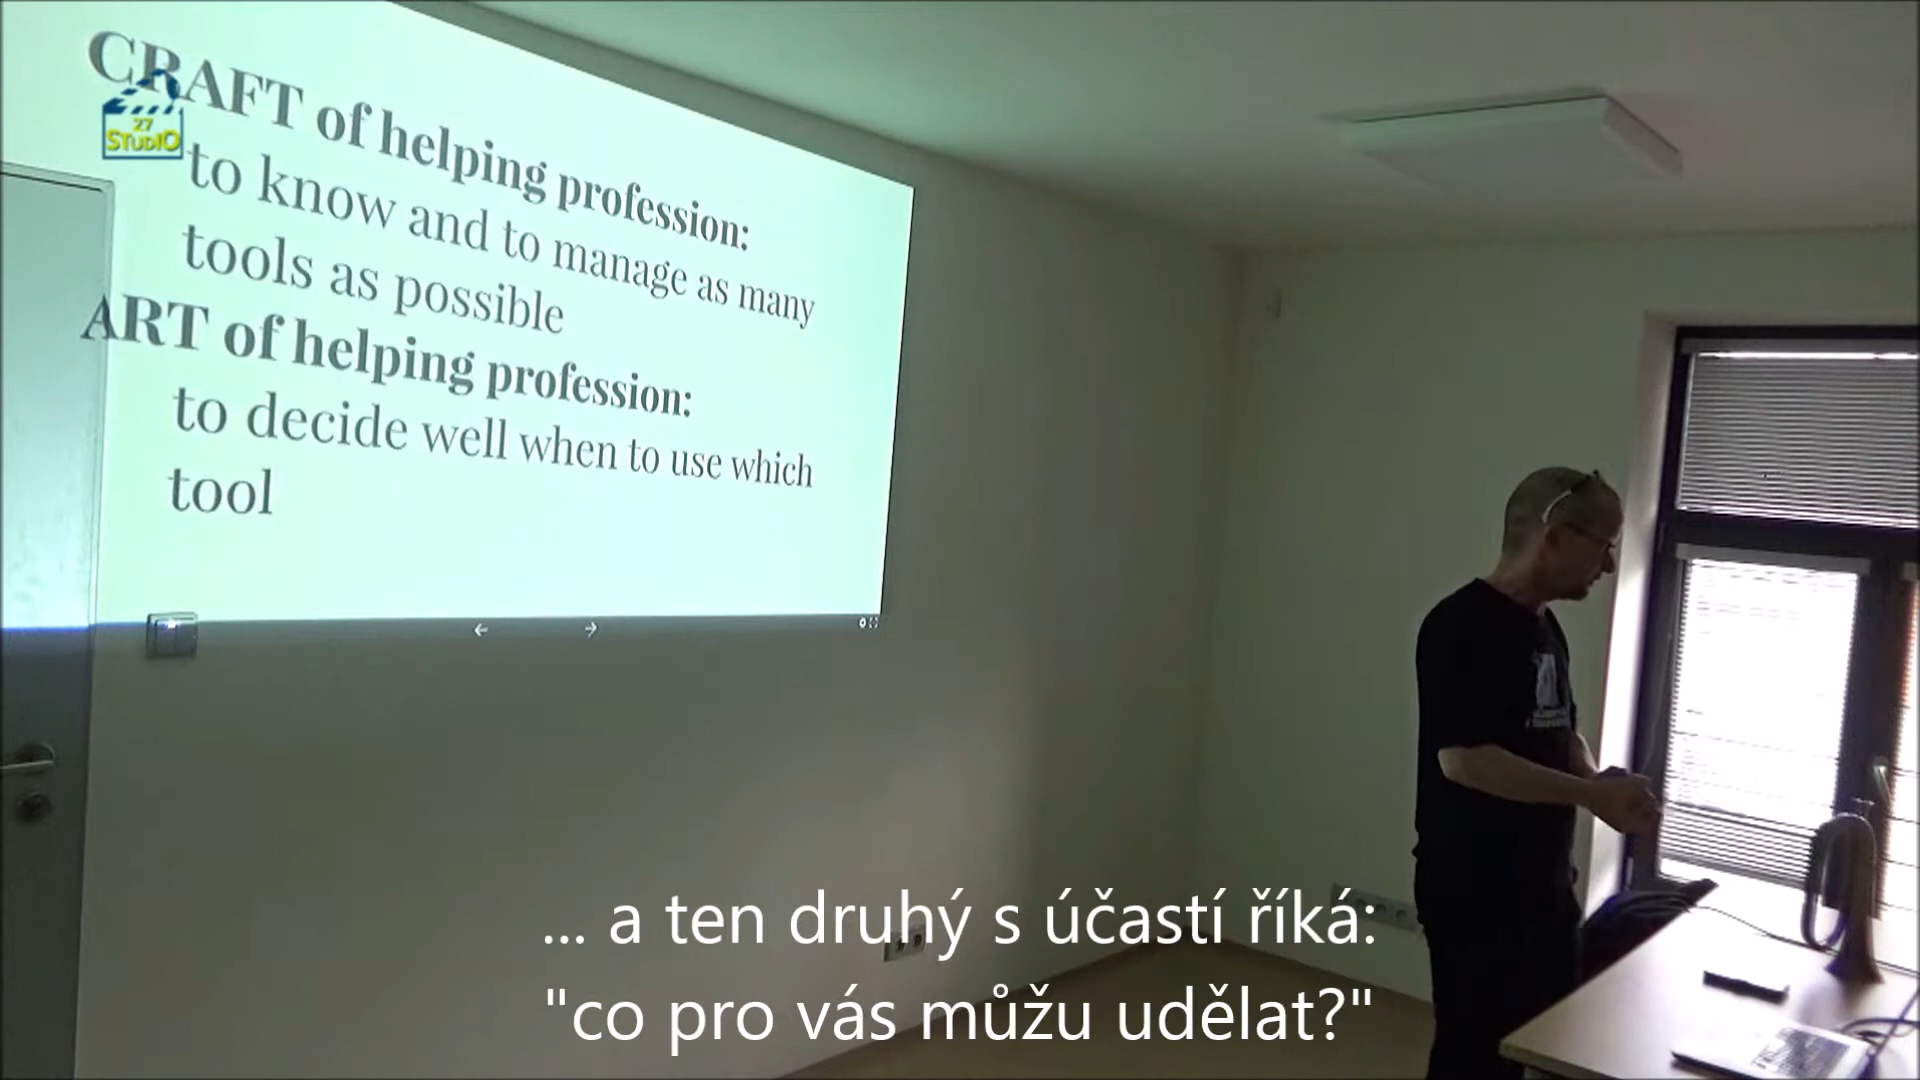 CRAFT of helping profession:
to know and to manage as many
tools as possible
ART of helping profession:
to decide well when to use which
tool
27
STUDIO
... a ten druhý s účastí říká:
"co pro vás můžu udělat?"